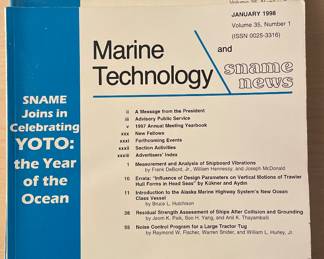 JANUARY 1998
Volume 35, Number 1
(ISSN 0025-3316)
Marine
Technology
and
sname
news
SNAME
Joins in
Celebrating
YOTO:
the Year
of the
Ocean
ii A Message from the President
iii Advisory Public Service
v 1997 Annual Meeting Yearbook
xxx New Fellows
xxxi Forthcoming Events
xxxii Section Activities
xxxiii Advertisers' Index
1 Measurement and Analysis of Shipboard Vibrations
by Frank DeBord, Jr., William Hennessy, and Joseph McDonald
10 Errata: "Influence of Design Parameters on Vertical Motions of Trawler
Hull Forms in Head Seas" by Kükner and Aydın
11 Introduction to the Alaska Marine Highway System's New Ocean
Class Vessel
by Bruce L. Hutchison
38 Residual Strength Assessment of Ships After Collision and Grounding
by Jeom K. Paik, Soo H. Yang, and Anil K. Thayamballi
55 Noise Control Program for a Large Tractor Tug
by Raymond W. Fischer, Warren Snider, and William L. Hurley, Jr.